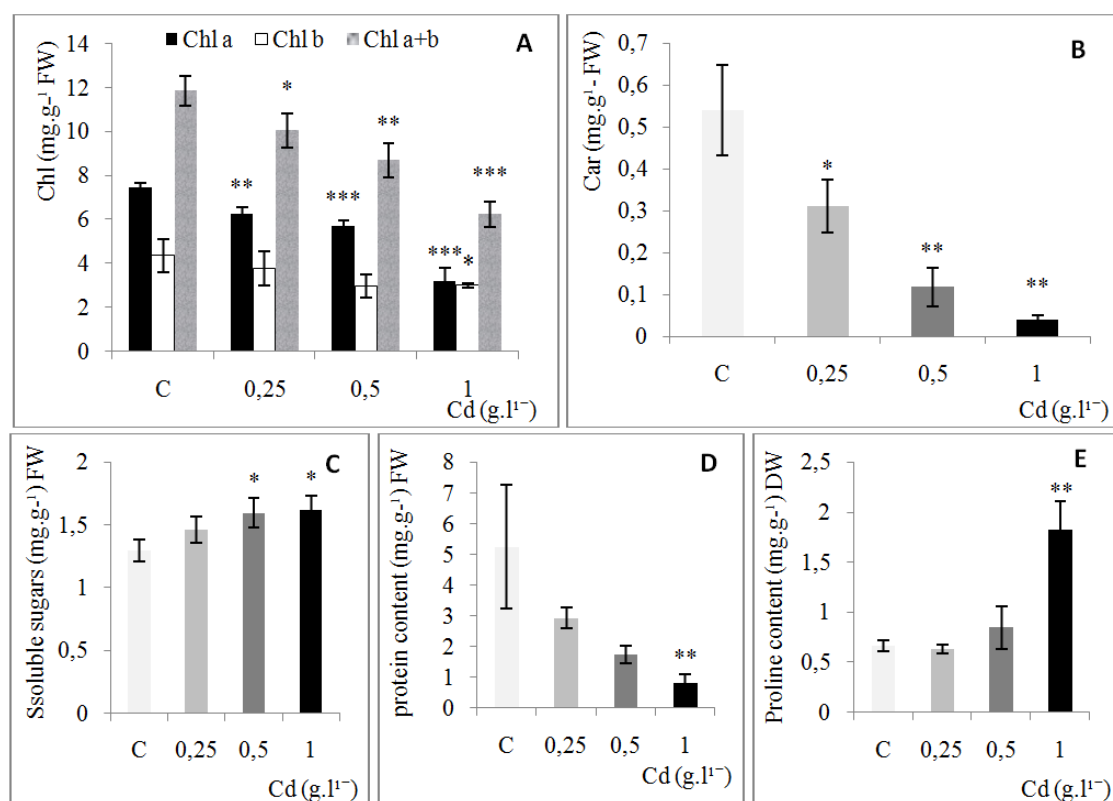 A
Chl a Chl b Chl a+b
Chl (mg.g-¹ FW)
14
12
10
8
6
4
2
0
*
**
**
***
***
***
*
C 0,25 0,5 1
Cd (g.l¹⁻)
B
Car (mg.g¹- FW)
0,7
0,6
0,5
0,4
0,3
0,2
0,1
0
*
**
**
C 0,25 0,5 1
Cd (g.l¹⁻)
C
Ssoluble sugars (mg.g-¹) FW
2
1,5
1
0,5
0
* *
C 0,25 0,5 1
Cd (g.l¹⁻)
D
protein content (mg.g-¹) FW
8
7
6
5
4
3
2
1
0
**
C 0,25 0,5 1
Cd (g.l¹⁻)
E
Proline content (mg.g-¹) DW
2,5
2
1,5
1
0,5
0
**
C 0,25 0,5 1
Cd (g.l¹⁻)